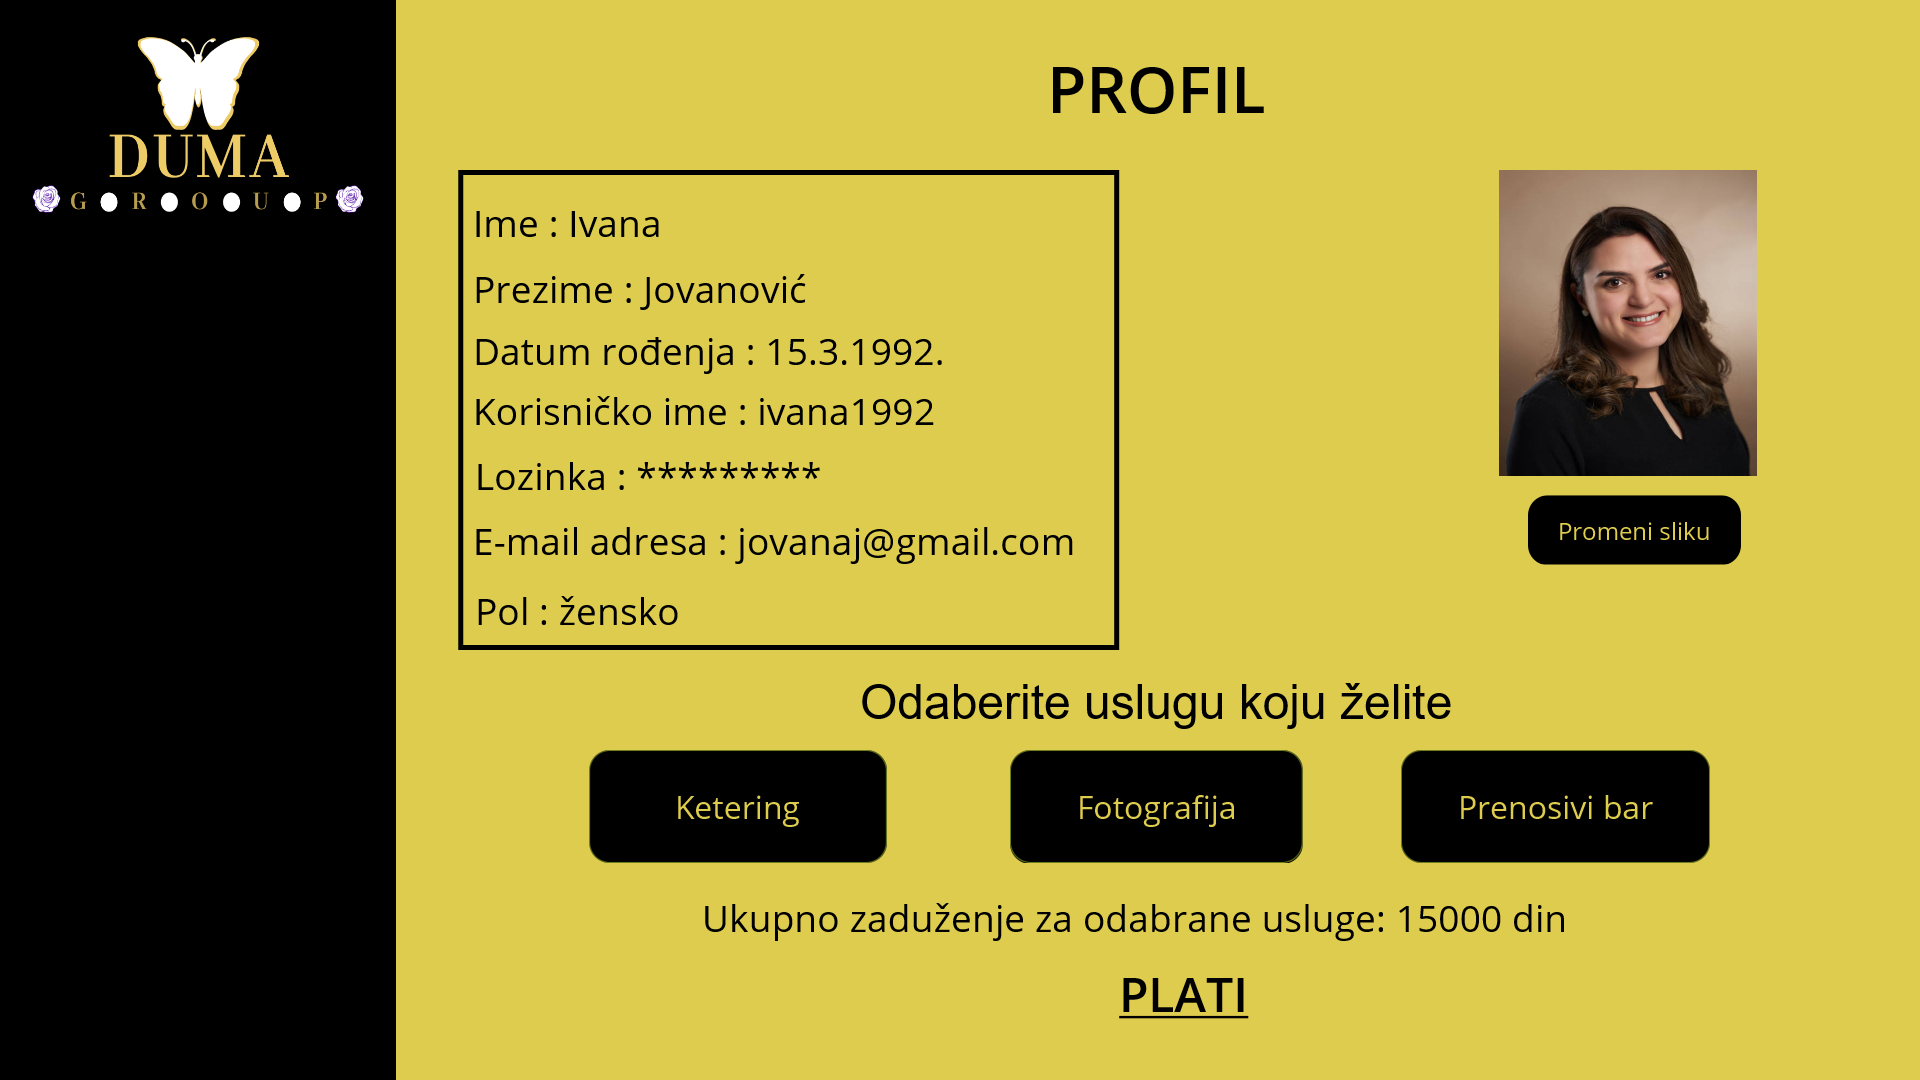 DUMA
GROUP
PROFIL
Ime : Ivana
Prezime : Jovanović
Datum rođenja : 15.3.1992.
Korisničko ime : ivana1992
Lozinka : *********
E-mail adresa : jovanaj@gmail.com
Pol : žensko
Promeni sliku
Odaberite uslugu koju želite
Ketering
Fotografija
Prenosivi bar
Ukupno zaduženje za odabrane usluge: 15000 din
PLATI